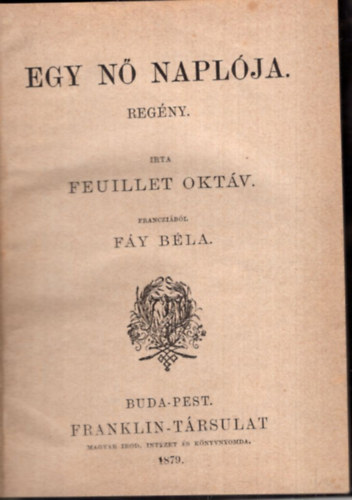 EGY NŐ NAPLÓJA.
REGÉNY.
IRTA
FEUILLET OKTÁV.
FRANCZIÁBÓL
FÁY BÉLA.
BUDA-PEST.
FRANKLIN-TÁRSULAT
MAGYAR IROD. INTÉZET ÉS KÖNYVNYOMDA.
1879.